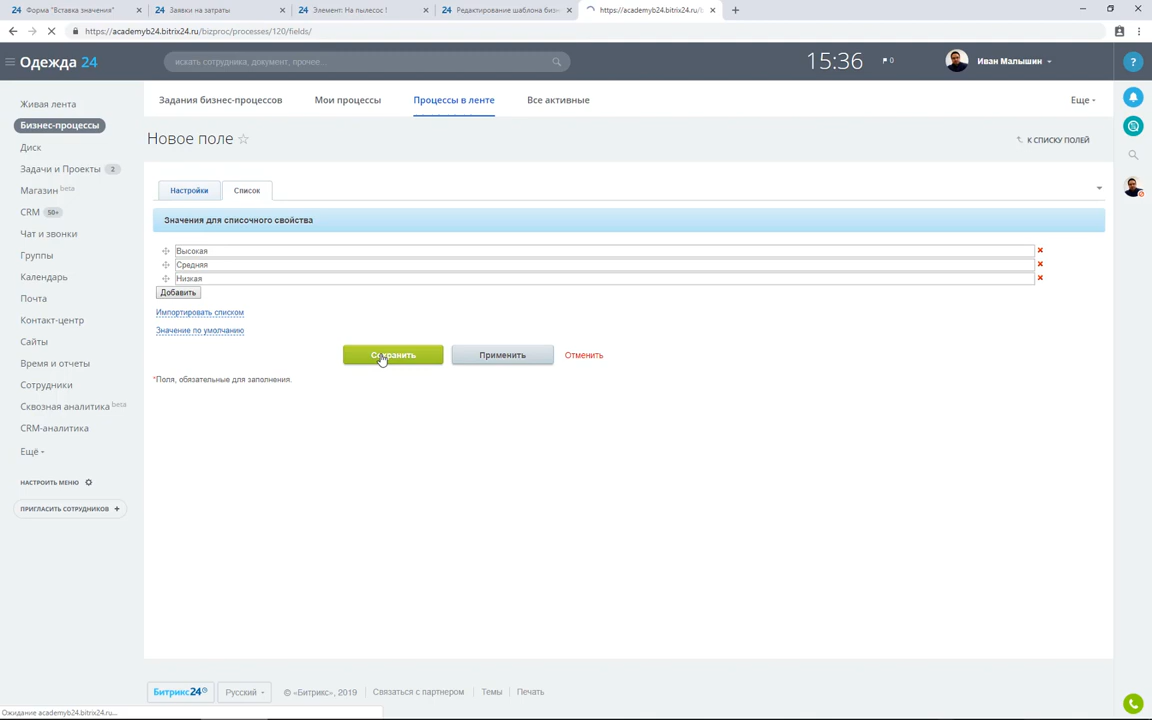 Форма "Вставка значения"
Заявки на затраты
Элемент: На пылесос !
Редактирование шаблона бизн
https://academyb24.bitrix24.ru/b
https://academyb24.bitrix24.ru/bizproc/processes/120/fields/
Одежда 24
искать сотрудника, документ, прочее...
15:36
0
Иван Малышин
?
Живая лента
Бизнес-процессы
Диск
Задачи и Проекты 2
Магазин beta
CRM 50+
Чат и звонки
Группы
Календарь
Почта
Контакт-центр
Сайты
Время и отчеты
Сотрудники
Сквозная аналитика beta
CRM-аналитика
Ещё
НАСТРОИТЬ МЕНЮ
ПРИГЛАСИТЬ СОТРУДНИКОВ +
Задания бизнес-процессов
Мои процессы
Процессы в ленте
Все активные
Еще
Новое поле
К СПИСКУ ПОЛЕЙ
Настройки
Список
Значения для списочного свойства
Высокая
Средняя
Низкая
Добавить
Импортировать списком
Значение по умолчанию
Сохранить
Применить
Отменить
*Поля, обязательные для заполнения.
Битрикс24
Русский
© «Битрикс», 2019
Связаться с партнером
Темы
Печать
Ожидание academyb24.bitrix24.ru...